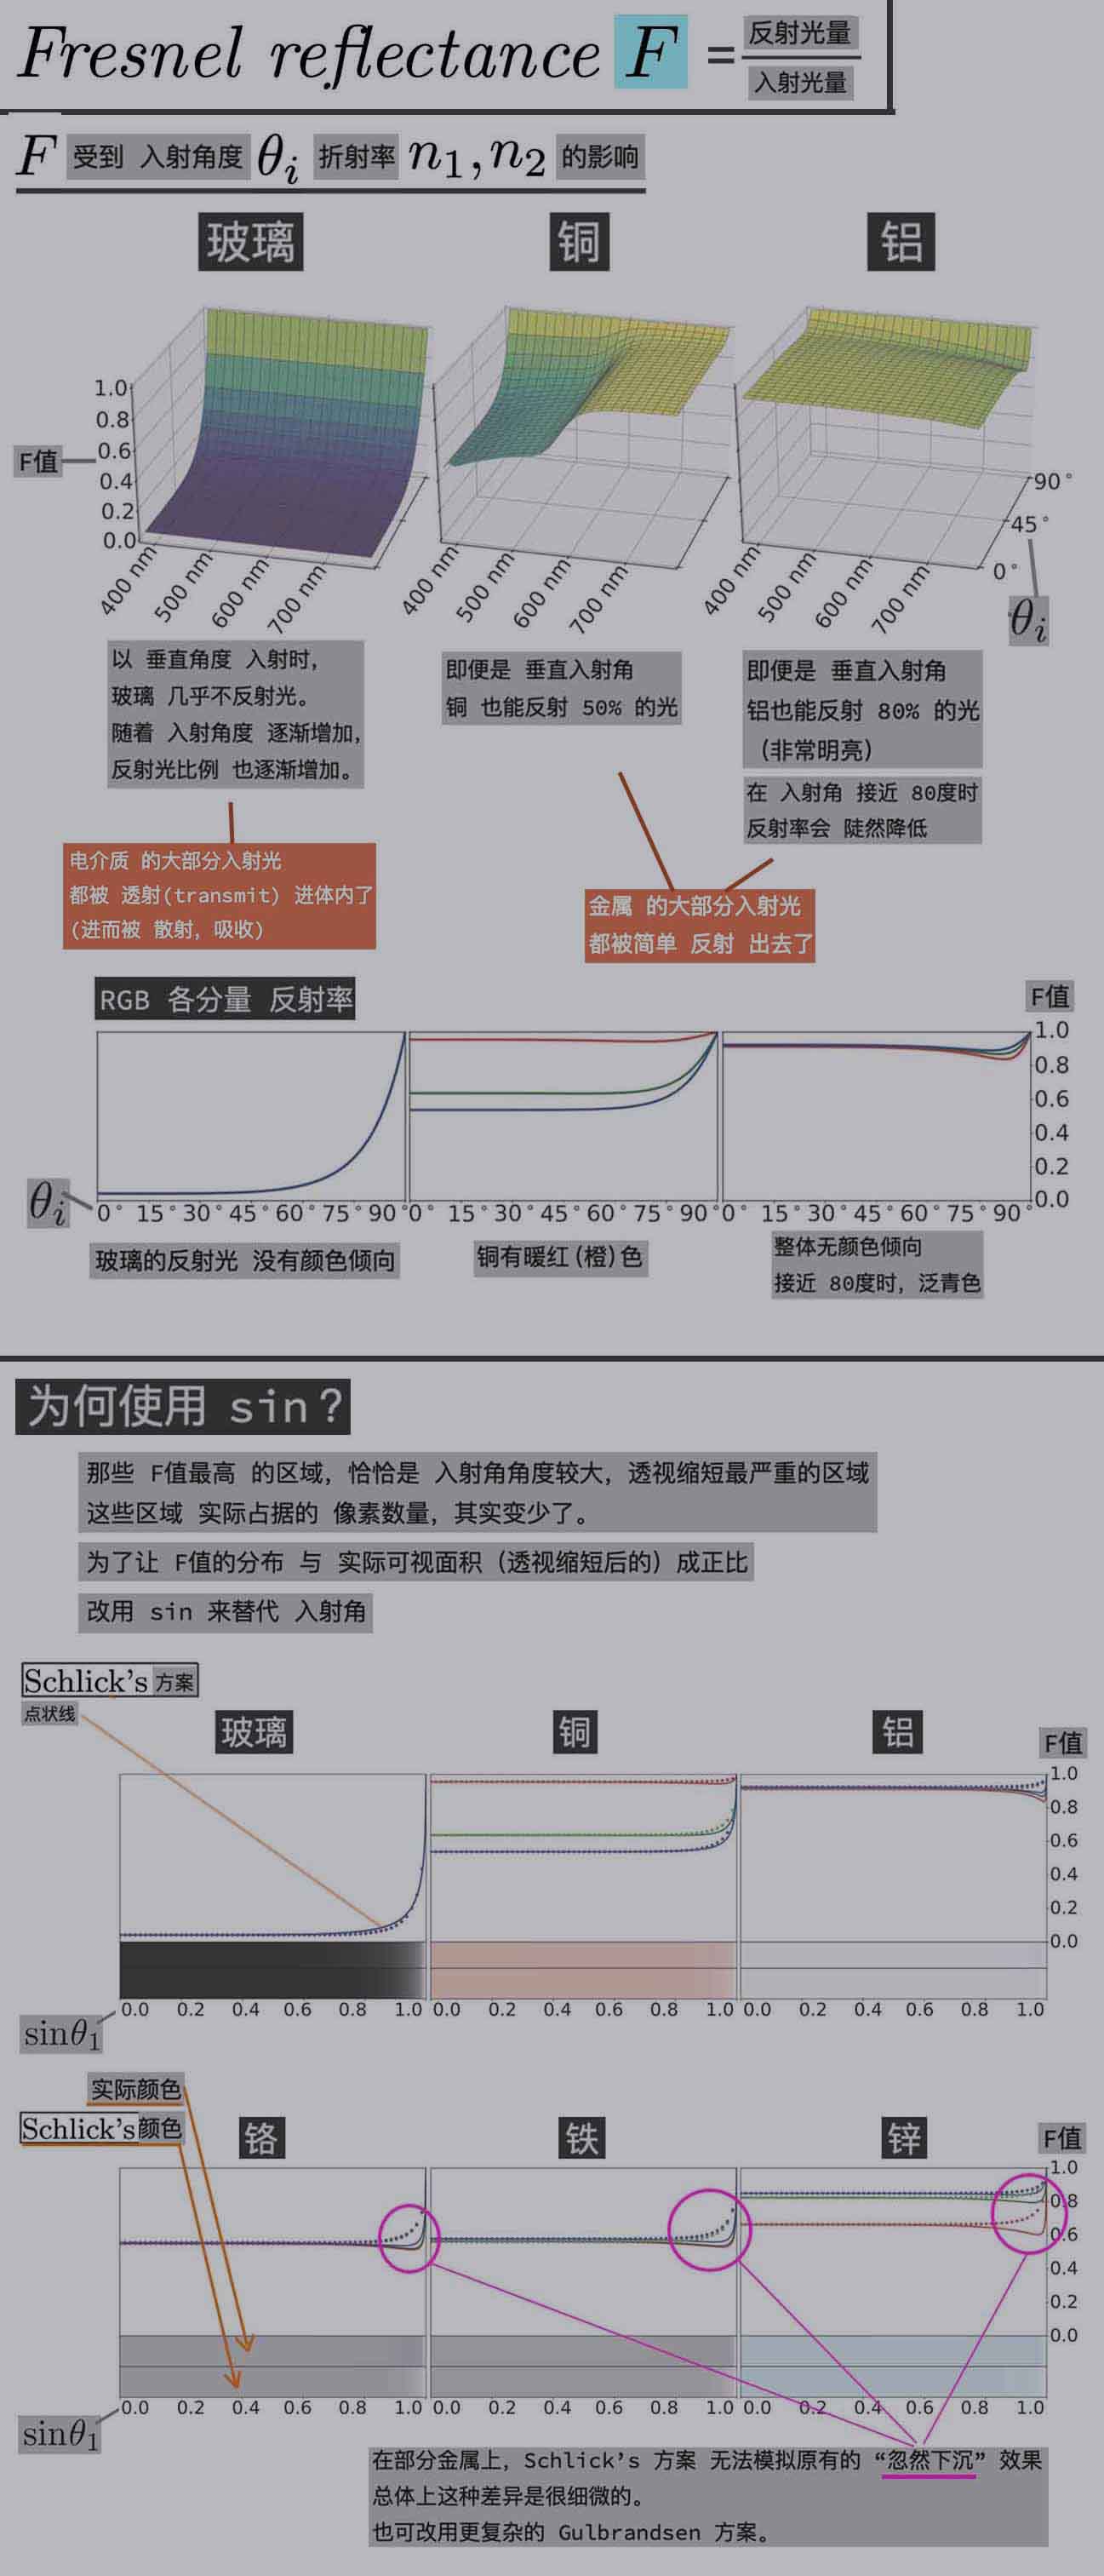 Fresnel reflectance F = 反射光量
入射光量
F 受到 入射角度 θi 折射率 n1,n2 的影响
玻璃 铜 铝
1.0
0.8
F值 0.6
0.4
0.2
0.0
90°
45°
0°
400 nm 500 nm 600 nm 700 nm 400 nm 500 nm 600 nm 700 nm 400 nm 500 nm 600 nm 700 nm
θi
以 垂直角度 入射时,
玻璃 几乎不反射光。
随着 入射角度 逐渐增加,
反射光比例 也逐渐增加。
即便是 垂直入射角
铜 也能反射 50% 的光
即便是 垂直入射角
铝也能反射 80% 的光
（非常明亮）
在 入射角 接近 80度时
反射率会 陡然降低
电介质 的大部分入射光
都被 透射(transmit) 进体内了
(进而被 散射, 吸收)
金属 的大部分入射光
都被简单 反射 出去了
RGB 各分量 反射率
F值
1.0
0.8
0.6
0.4
0.2
0.0
θi 0° 15° 30° 45° 60° 75° 90° 0° 15° 30° 45° 60° 75° 90° 0° 15° 30° 45° 60° 75° 90°
玻璃的反射光 没有颜色倾向
铜有暖红(橙)色
整体无颜色倾向
接近 80度时, 泛青色
为何使用 sin?
那些 F值最高 的区域, 恰恰是 入射角角度较大, 透视缩短最严重的区域
这些区域 实际占据的 像素数量, 其实变少了。
为了让 F值的分布 与 实际可视面积（透视缩短后的）成正比
改用 sin 来替代 入射角
Schlick's 方案
点状线
玻璃 铜 铝
F值
1.0
0.8
0.6
0.4
0.2
0.0
0.0 0.2 0.4 0.6 0.8 1.0 0.0 0.2 0.4 0.6 0.8 1.0 0.0 0.2 0.4 0.6 0.8 1.0
sinθ1
实际颜色
Schlick's颜色
铬 铁 锌
F值
1.0
0.8
0.6
0.4
0.2
0.0
0.0 0.2 0.4 0.6 0.8 1.0 0.0 0.2 0.4 0.6 0.8 1.0 0.0 0.2 0.4 0.6 0.8 1.0
sinθ1
在部分金属上, Schlick's 方案 无法模拟原有的 “忽然下沉” 效果
总体上这种差异是很细微的。
也可改用更复杂的 Gulbrandsen 方案。